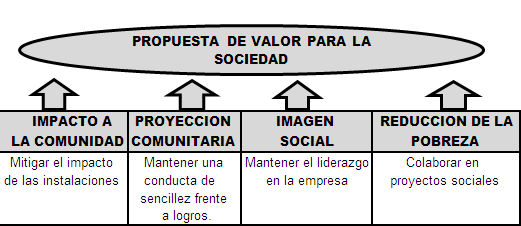 PROPUESTA DE VALOR PARA LA
SOCIEDAD
IMPACTO A
LA COMUNIDAD
PROYECCION
COMUNITARIA
IMAGEN
SOCIAL
REDUCCION DE LA
POBREZA
Mitigar el impacto
de las instalaciones
Mantener una
conducta de
sencillez frente
a logros.
Mantener el liderazgo
en la empresa
Colaborar en
proyectos sociales